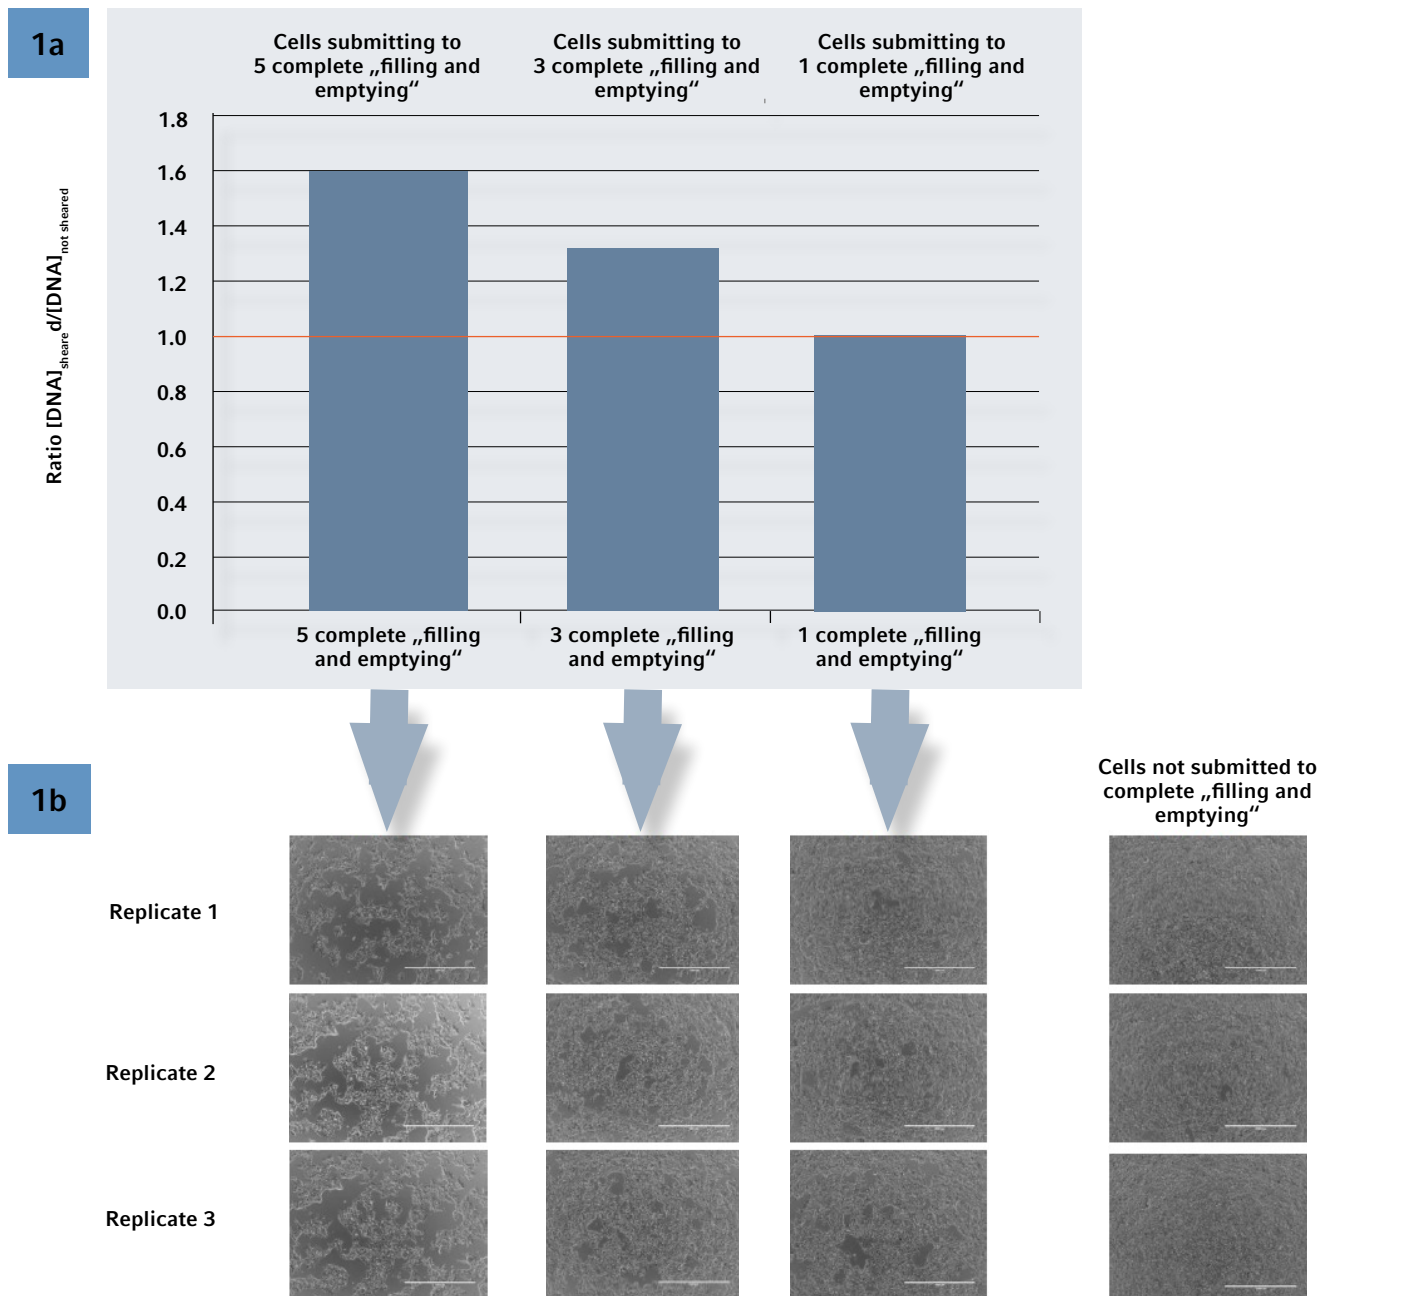 1a
Cells submitting to
5 complete „filling and
emptying“
Cells submitting to
3 complete „filling and
emptying“
Cells submitting to
1 complete „filling and
emptying“
Ratio [DNA]sheared/[DNA]not sheared
1.8
1.6
1.4
1.2
1.0
0.8
0.6
0.4
0.2
0.0
5 complete „filling
and emptying“
3 complete „filling
and emptying“
1 complete „filling
and emptying“
1b
Cells not submitted to
complete „filling and
emptying“
Replicate 1
Replicate 2
Replicate 3